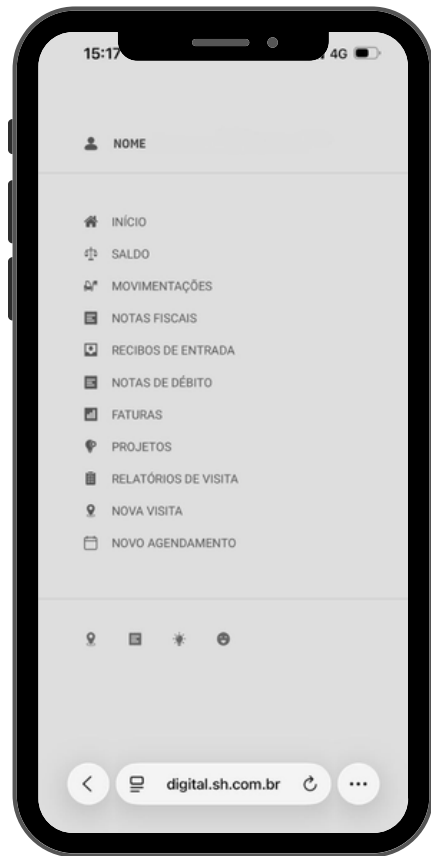 15:17 4G
NOME
INÍCIO
SALDO
MOVIMENTAÇÕES
NOTAS FISCAIS
RECIBOS DE ENTRADA
NOTAS DE DÉBITO
FATURAS
PROJETOS
RELATÓRIOS DE VISITA
NOVA VISITA
NOVO AGENDAMENTO
digital.sh.com.br